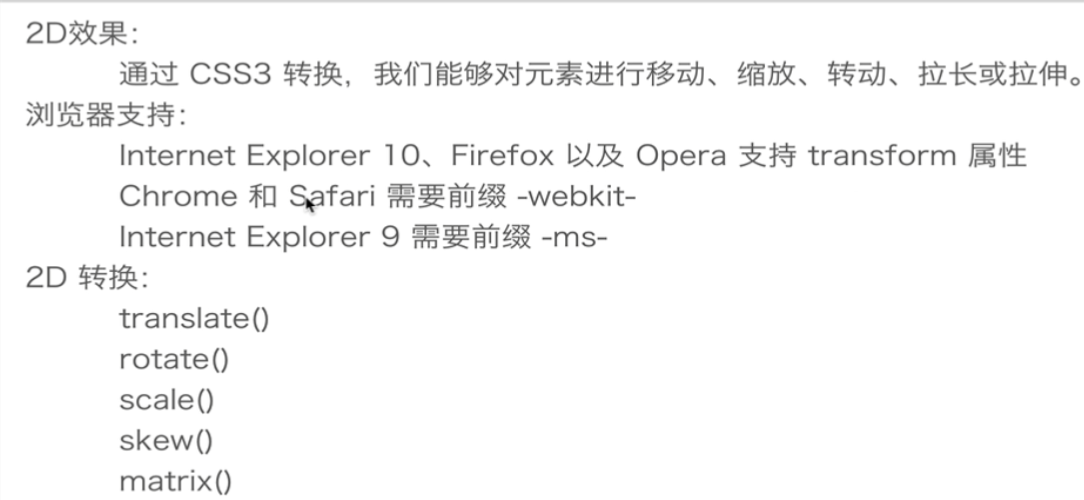 2D效果：
通过 CSS3 转换，我们能够对元素进行移动、缩放、转动、拉长或拉伸。
浏览器支持：
Internet Explorer 10、Firefox 以及 Opera 支持 transform 属性
Chrome 和 Safari 需要前缀 -webkit-
Internet Explorer 9 需要前缀 -ms-
2D 转换：
translate()
rotate()
scale()
skew()
matrix()